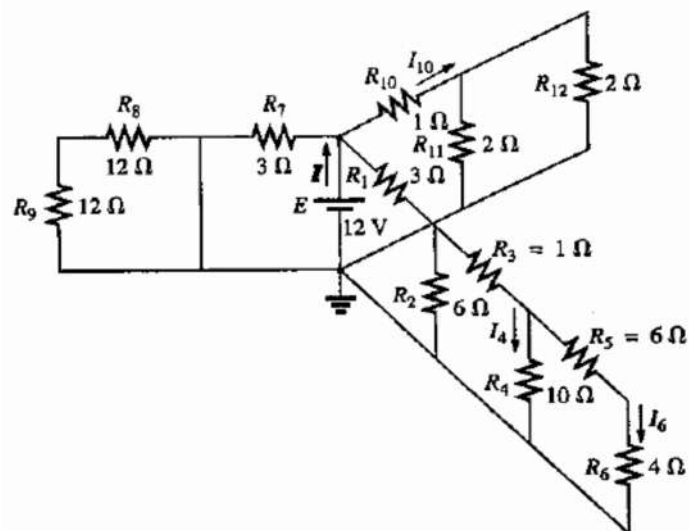 I₁₀
R₁₀
1 Ω
R₁₂
2 Ω
R₈
12 Ω
R₇
3 Ω
R₁₁
2 Ω
I
R₁
3 Ω
R₉
12 Ω
E
12 V
R₃ = 1 Ω
R₂
6 Ω
I₄
R₅ = 6 Ω
R₄
10 Ω
I₆
R₆
4 Ω